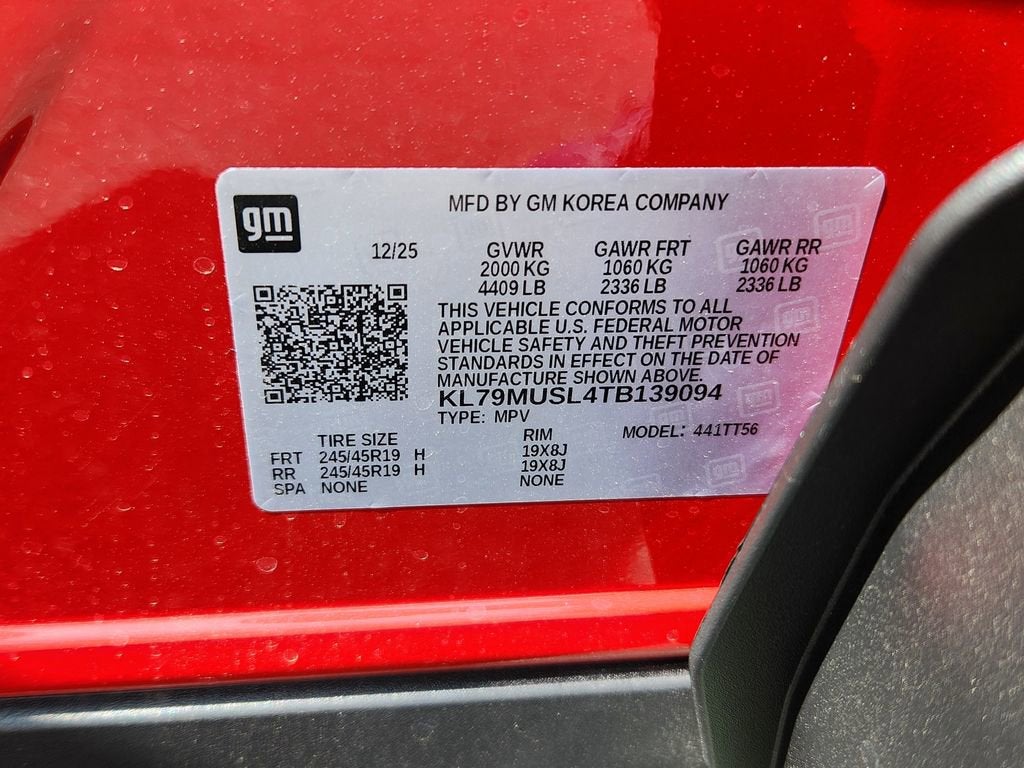 gm
MFD BY GM KOREA COMPANY
12/25 GVWR GAWR FRT GAWR RR
2000 KG 1060 KG 1060 KG
4409 LB 2336 LB 2336 LB
THIS VEHICLE CONFORMS TO ALL
APPLICABLE U.S. FEDERAL MOTOR
VEHICLE SAFETY AND THEFT PREVENTION
STANDARDS IN EFFECT ON THE DATE OF
MANUFACTURE SHOWN ABOVE.
KL79MUSL4TB139094
TYPE: MPV MODEL: 441TT56
TIRE SIZE RIM
FRT 245/45R19 H 19X8J
RR 245/45R19 H 19X8J
SPA NONE NONE